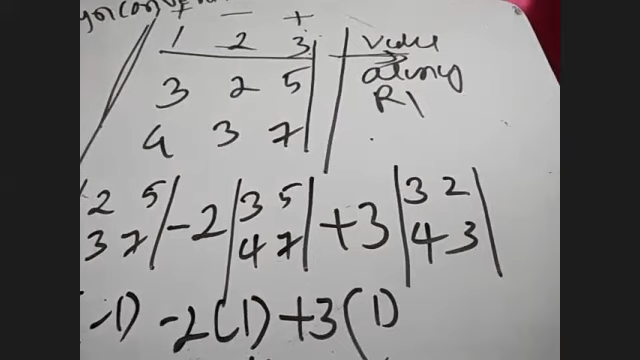 + - +
1 2 3 | value
along
3 2 5 | R1
4 3 7
2 5 | -2 | 3 5 | +3 | 3 2 |
3 7 | 4 7 | 4 3 |
(-1) -2(1) +3(1)